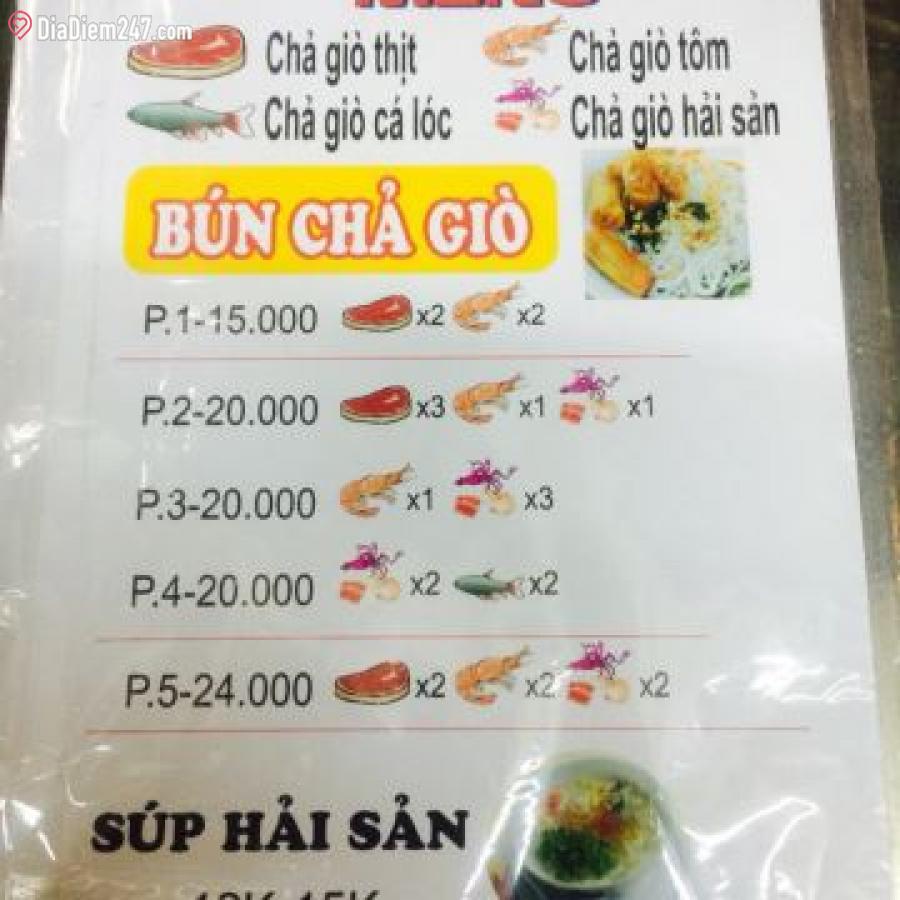 DiaDiem247.com
MENU
Chả giò thịt
Chả giò tôm
Chả giò cá lóc
Chả giò hải sản
BÚN CHẢ GIÒ
P.1-15.000 x2 x2
P.2-20.000 x3 x1 x1
P.3-20.000 x1 x3
P.4-20.000 x2 x2
P.5-24.000 x2 x2 x2
SÚP HẢI SẢN